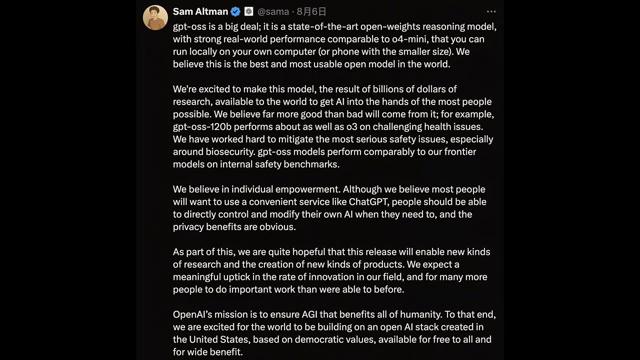 Sam Altman @sama · 8月6日
gpt-oss is a big deal; it is a state-of-the-art open-weights reasoning model,
with strong real-world performance comparable to o4-mini, that you can
run locally on your own computer (or phone with the smaller size). We
believe this is the best and most usable open model in the world.
We're excited to make this model, the result of billions of dollars of
research, available to the world to get AI into the hands of the most people
possible. We believe far more good than bad will come from it; for example,
gpt-oss-120b performs about as well as o3 on challenging health issues.
We have worked hard to mitigate the most serious safety issues, especially
around biosecurity. gpt-oss models perform comparably to our frontier
models on internal safety benchmarks.
We believe in individual empowerment. Although we believe most people
will want to use a convenient service like ChatGPT, people should be able
to directly control and modify their own AI when they need to, and the
privacy benefits are obvious.
As part of this, we are quite hopeful that this release will enable new kinds
of research and the creation of new kinds of products. We expect a
meaningful uptick in the rate of innovation in our field, and for many more
people to do important work than were able to before.
OpenAI's mission is to ensure AGI that benefits all of humanity. To that end,
we are excited for the world to be building on an open AI stack created in
the United States, based on democratic values, available for free to all and
for wide benefit.